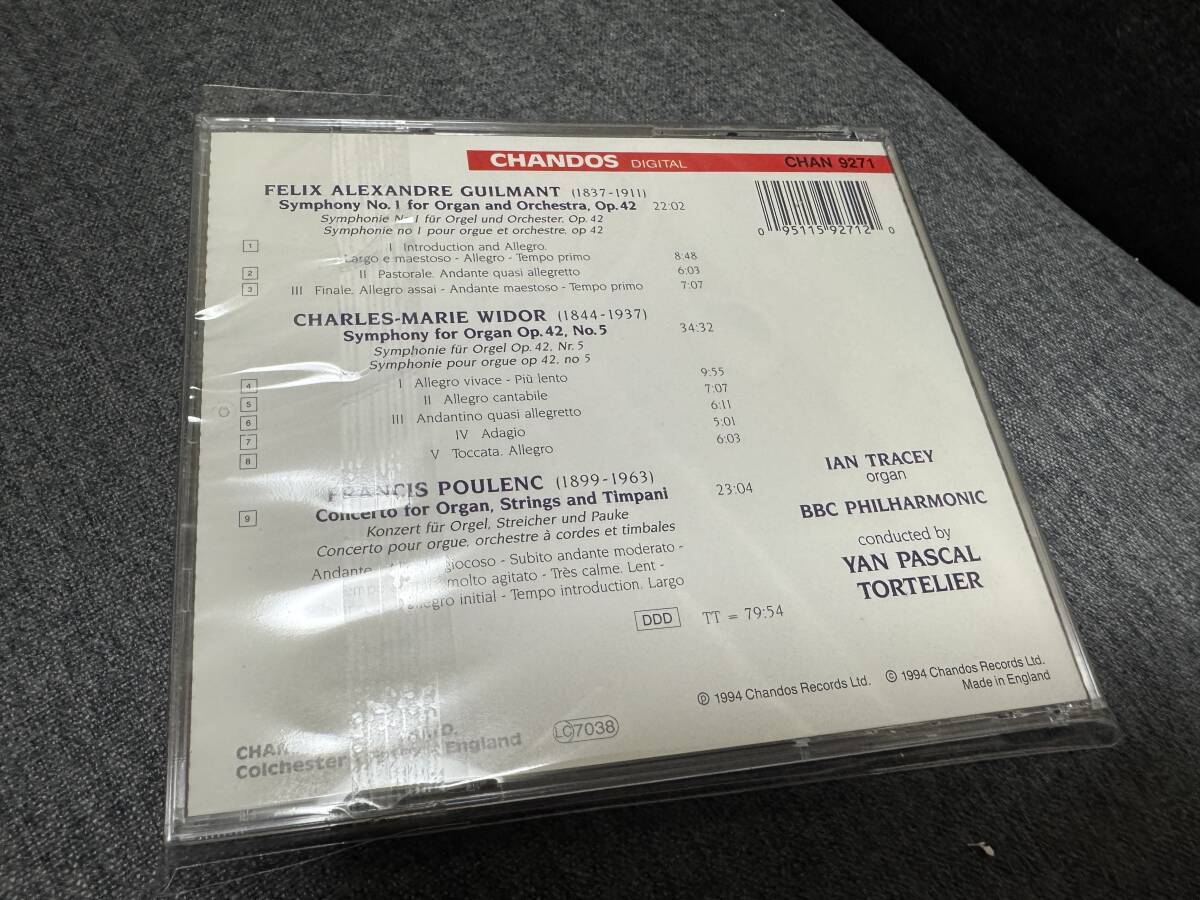 CHANDOS DIGITAL CHAN 9271
0 95115 92712 0
FELIX ALEXANDRE GUILMANT (1837-1911)
Symphony No. 1 for Organ and Orchestra, Op. 42 22:02
Symphonie Nr. 1 für Orgel und Orchester, Op. 42
Symphonie no 1 pour orgue et orchestre, op 42
1 I Introduction and Allegro.
Largo e maestoso - Allegro - Tempo primo 8:48
2 II Pastorale. Andante quasi allegretto 6:03
3 III Finale. Allegro assai - Andante maestoso - Tempo primo 7:07
CHARLES-MARIE WIDOR (1844-1937)
Symphony for Organ Op. 42, No. 5 34:32
Symphonie für Orgel Op. 42, Nr. 5
Symphonie pour orgue op 42, no 5
4 I Allegro vivace - Più lento 9:55
5 II Allegro cantabile 7:07
6 III Andantino quasi allegretto 6:11
7 IV Adagio 5:01
8 V Toccata. Allegro 6:03
FRANCIS POULENC (1899-1963)
9 Concerto for Organ, Strings and Timpani 23:04
Konzert für Orgel, Streicher und Pauke
Concerto pour orgue, orchestre à cordes et timbales
Andante giocoso - Subito andante moderato -
molto agitato - Très calme. Lent -
allegro initial - Tempo introduction. Largo
DDD TT = 79:54
IAN TRACEY
organ
BBC PHILHARMONIC
conducted by
YAN PASCAL
TORTELIER
℗ 1994 Chandos Records Ltd. © 1994 Chandos Records Ltd.
Made in England
LC 7038
Colchester England